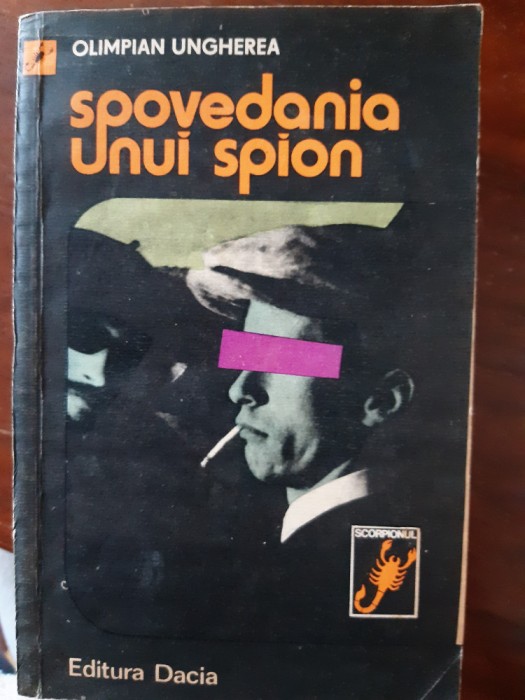 OLIMPIAN UNGHEREA
spovedania
unui spion
SCORPIONUL
Editura Dacia